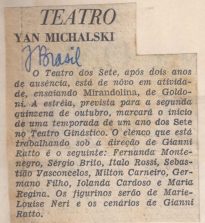 TEATRO
YAN MICHALSKI
J Brasil
O Teatro dos Sete, após dois anos
de ausência, está de nôvo em ativida-
de, ensaiando Mirandolina, de Goldo-
ni. A estréia, prevista para a segunda
quinzena de outubro, marcará o início
de uma temporada de um ano dos Sete
no Teatro Ginástico. O elenco que está
trabalhando sob a direção de Gianni
Ratto é o seguinte: Fernanda Monte-
negro, Sérgio Brito, Italo Rossi, Sebas-
tião Vasconcelos, Milton Carneiro, Ger-
mano Filho, Iolanda Cardoso e Maria
Regina. Os figurinos serão de Marie-
Louise Neri e os cenários de Gianni
Ratto.